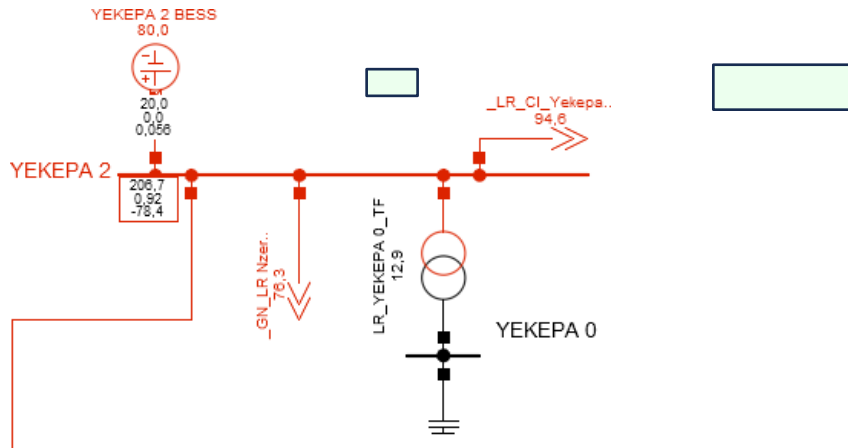 YEKEPA 2 BESS
80,0
20,0
0,0
0,056
_LR_CI_Yekepa..
94,6
YEKEPA 2
206,7
0,92
-78,4
_GN_LR Nzer..
76,3
LR_YEKEPA 0_TF
12,9
YEKEPA 0